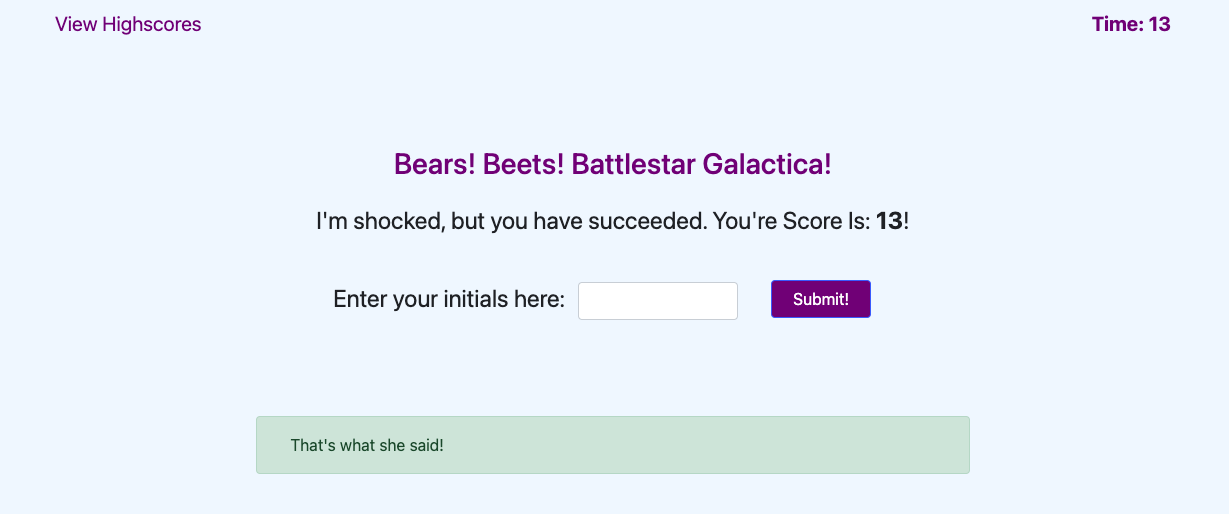 View Highscores
Time: 13
Bears! Beets! Battlestar Galactica!
I'm shocked, but you have succeeded. You're Score Is: 13!
Enter your initials here:
Submit!
That's what she said!